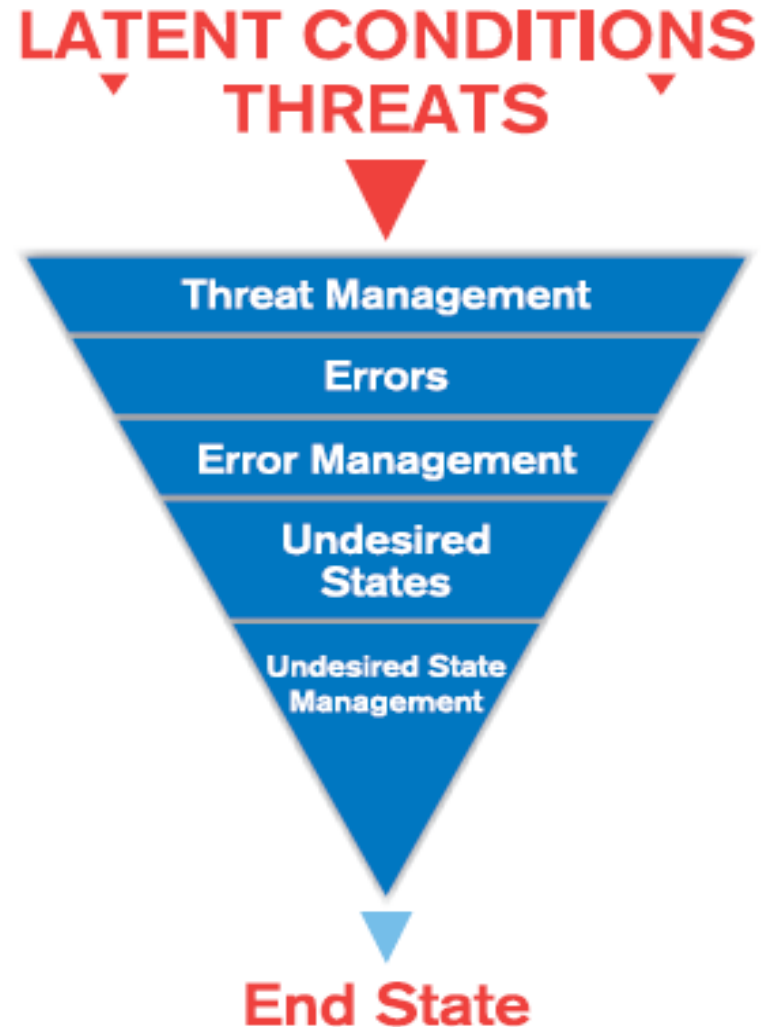 LATENT CONDITIONS
THREATS
Threat Management
Errors
Error Management
Undesired
States
Undesired State
Management
End State